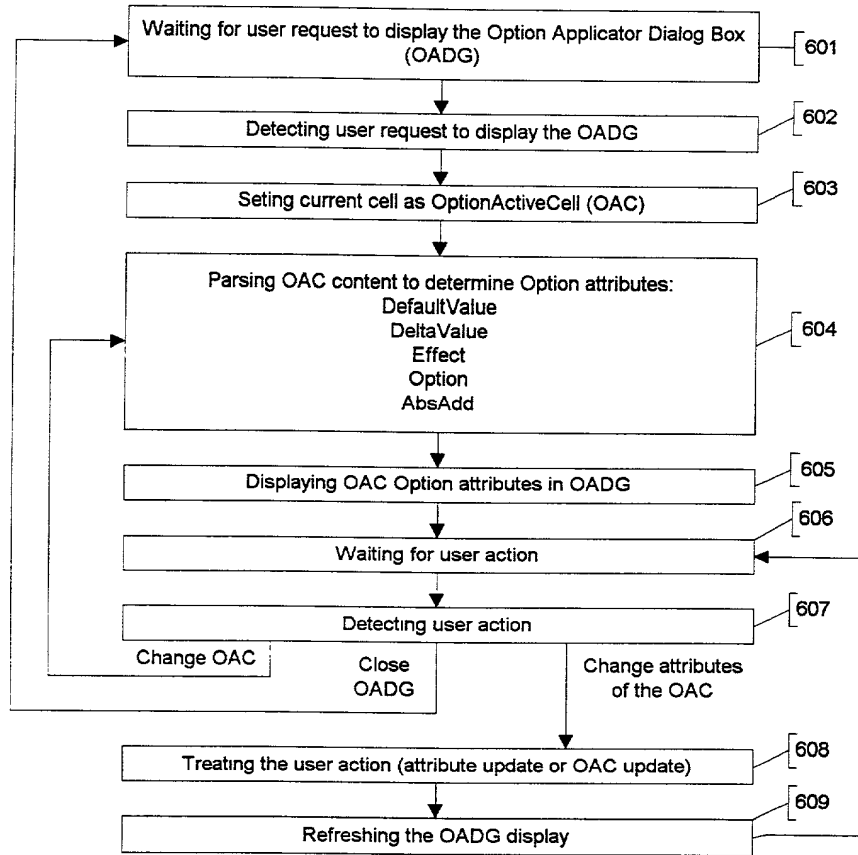 Waiting for user request to display the Option Applicator Dialog Box
(OADG)
601
Detecting user request to display the OADG
602
Seting current cell as OptionActiveCell (OAC)
603
Parsing OAC content to determine Option attributes:
DefaultValue
DeltaValue
Effect
Option
AbsAdd
604
Displaying OAC Option attributes in OADG
605
Waiting for user action
606
Detecting user action
607
Change OAC
Close
OADG
Change attributes
of the OAC
Treating the user action (attribute update or OAC update)
608
Refreshing the OADG display
609